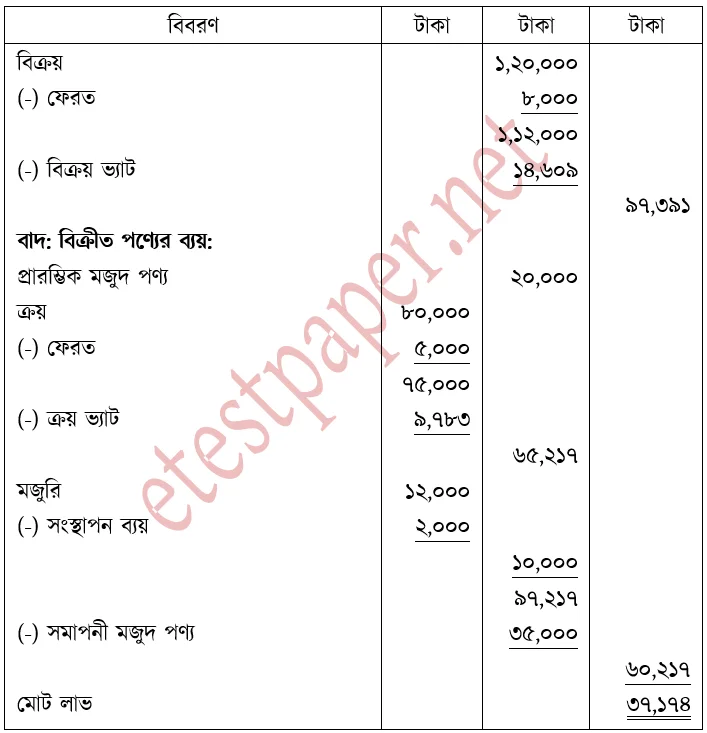 বিবরণ টাকা টাকা টাকা
বিক্রয় ১,২০,০০০
(-) ফেরত ৮,০০০
১,১২,০০০
(-) বিক্রয় ভ্যাট ১৪,৬০৯
৯৭,৩৯১
বাদ: বিক্রীত পণ্যের ব্যয়:
প্রারম্ভিক মজুদ পণ্য ২০,০০০
ক্রয় ৮০,০০০
(-) ফেরত ৫,০০০
৭৫,০০০
(-) ক্রয় ভ্যাট ৯,৭৮৩
৬৫,২১৭
মজুরি ১২,০০০
(-) সংস্থাপন ব্যয় ২,০০০
১০,০০০
৯৭,২১৭
(-) সমাপনী মজুদ পণ্য ৩৫,০০০
৬০,২১৭
মোট লাভ ৩৭,১৭৪
etestpaper.net